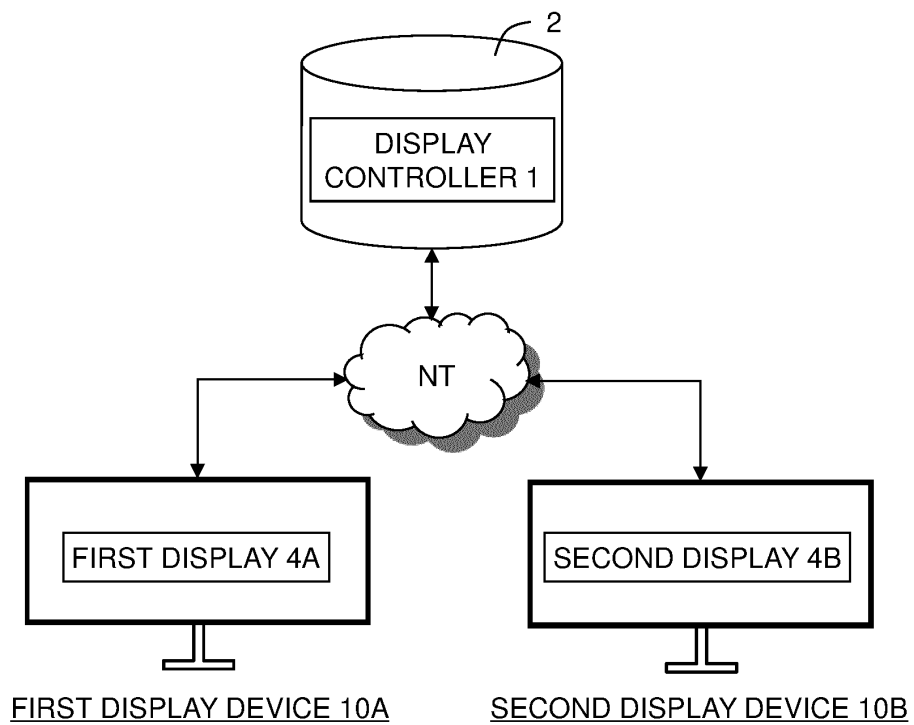 2
DISPLAY
CONTROLLER 1
NT
FIRST DISPLAY 4A
SECOND DISPLAY 4B
FIRST DISPLAY DEVICE 10A
SECOND DISPLAY DEVICE 10B